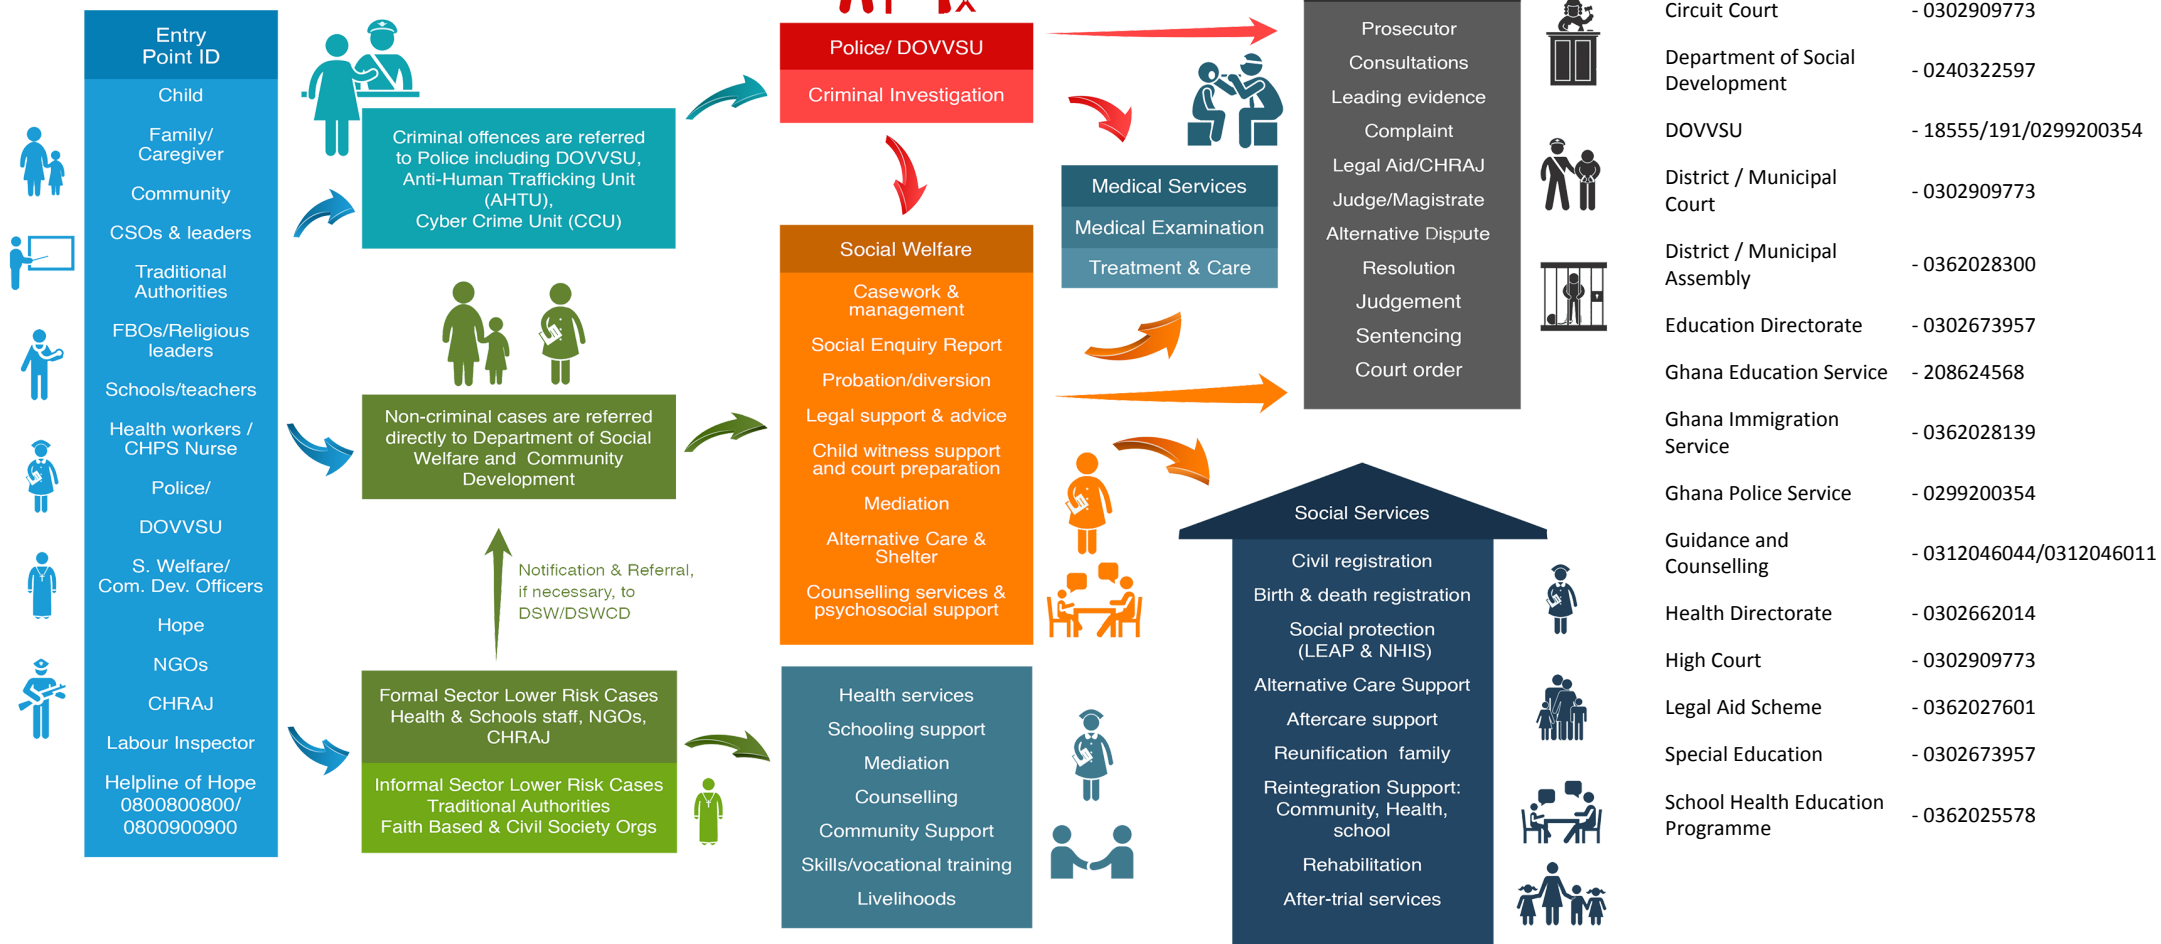 Entry
Point ID
Child
Family/
Caregiver
Community
CSOs & leaders
Traditional
Authorities
FBOs/Religious
leaders
Schools/teachers
Health workers /
CHPS Nurse
Police/
DOVVSU
S. Welfare/
Com. Dev. Officers
Hope
NGOs
CHRAJ
Labour Inspector
Helpline of Hope
0800800800/
0800900900
Criminal offences are referred
to Police including DOVVSU,
Anti-Human Trafficking Unit
(AHTU),
Cyber Crime Unit (CCU)
Non-criminal cases are referred
directly to Department of Social
Welfare and Community
Development
Notification & Referral,
if necessary, to
DSW/DSWCD
Formal Sector Lower Risk Cases
Health & Schools staff, NGOs,
CHRAJ
Informal Sector Lower Risk Cases
Traditional Authorities
Faith Based & Civil Society Orgs
Police/ DOVVSU
Criminal Investigation
Social Welfare
Casework &
management
Social Enquiry Report
Probation/diversion
Legal support & advice
Child witness support
and court preparation
Mediation
Alternative Care &
Shelter
Counselling services &
psychosocial support
Health services
Schooling support
Mediation
Counselling
Community Support
Skills/vocational training
Livelihoods
Medical Services
Medical Examination
Treatment & Care
Prosecutor
Consultations
Leading evidence
Complaint
Legal Aid/CHRAJ
Judge/Magistrate
Alternative Dispute
Resolution
Judgement
Sentencing
Court order
Social Services
Civil registration
Birth & death registration
Social protection
(LEAP & NHIS)
Alternative Care Support
Aftercare support
Reunification family
Reintegration Support:
Community, Health,
school
Rehabilitation
After-trial services
Circuit Court - 0302909773
Department of Social
Development - 0240322597
DOVVSU - 18555/191/0299200354
District / Municipal
Court - 0302909773
District / Municipal
Assembly - 0362028300
Education Directorate - 0302673957
Ghana Education Service - 208624568
Ghana Immigration
Service - 0362028139
Ghana Police Service - 0299200354
Guidance and
Counselling - 0312046044/0312046011
Health Directorate - 0302662014
High Court - 0302909773
Legal Aid Scheme - 0362027601
Special Education - 0302673957
School Health Education
Programme - 0362025578